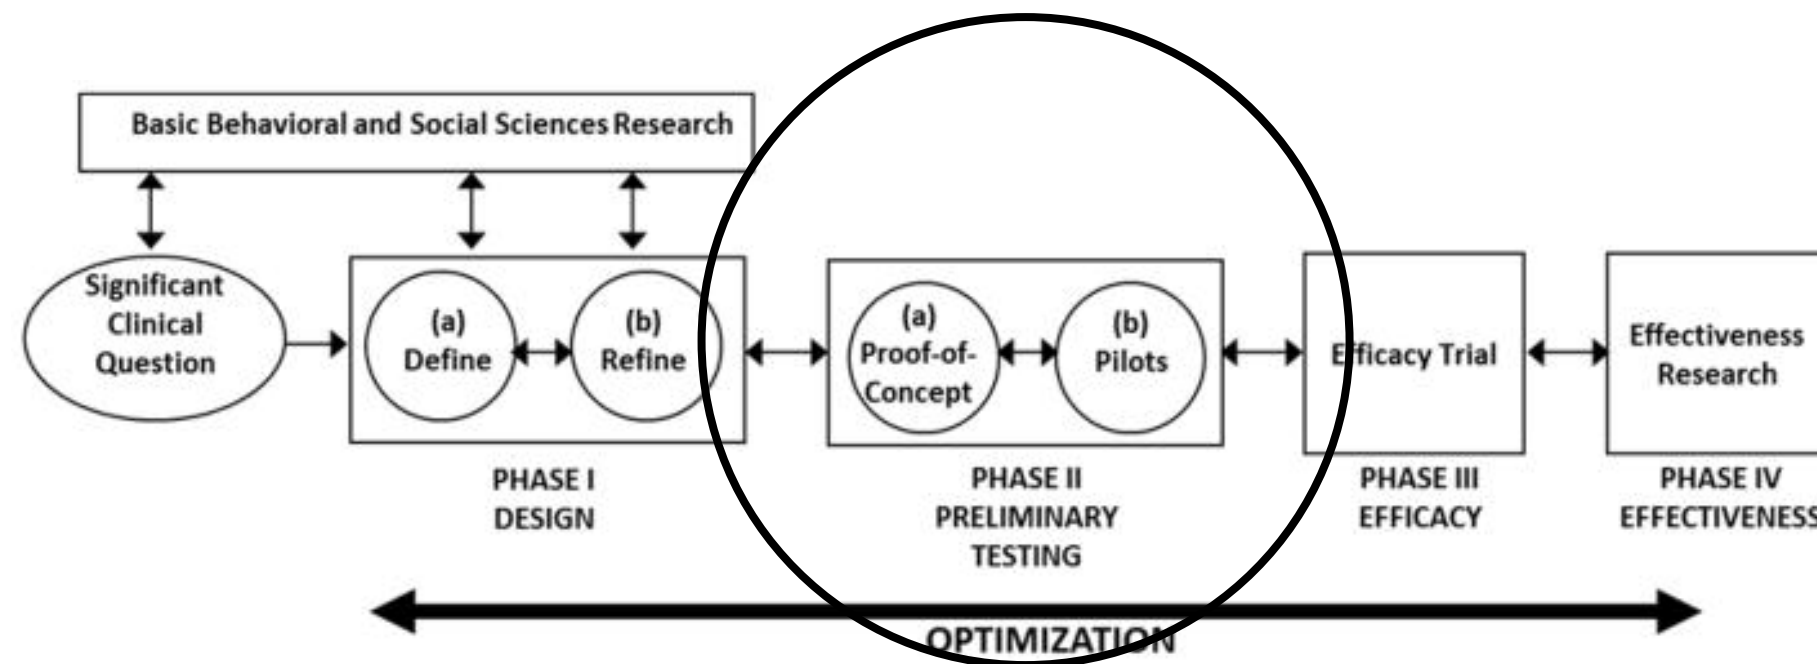 Basic Behavioral and Social Sciences Research
Significant
Clinical
Question
(a)
Define
(b)
Refine
(a)
Proof-of-
Concept
(b)
Pilots
Efficacy Trial
Effectiveness
Research
PHASE I
DESIGN
PHASE II
PRELIMINARY
TESTING
PHASE III
EFFICACY
PHASE IV
EFFECTIVENESS
OPTIMIZATION